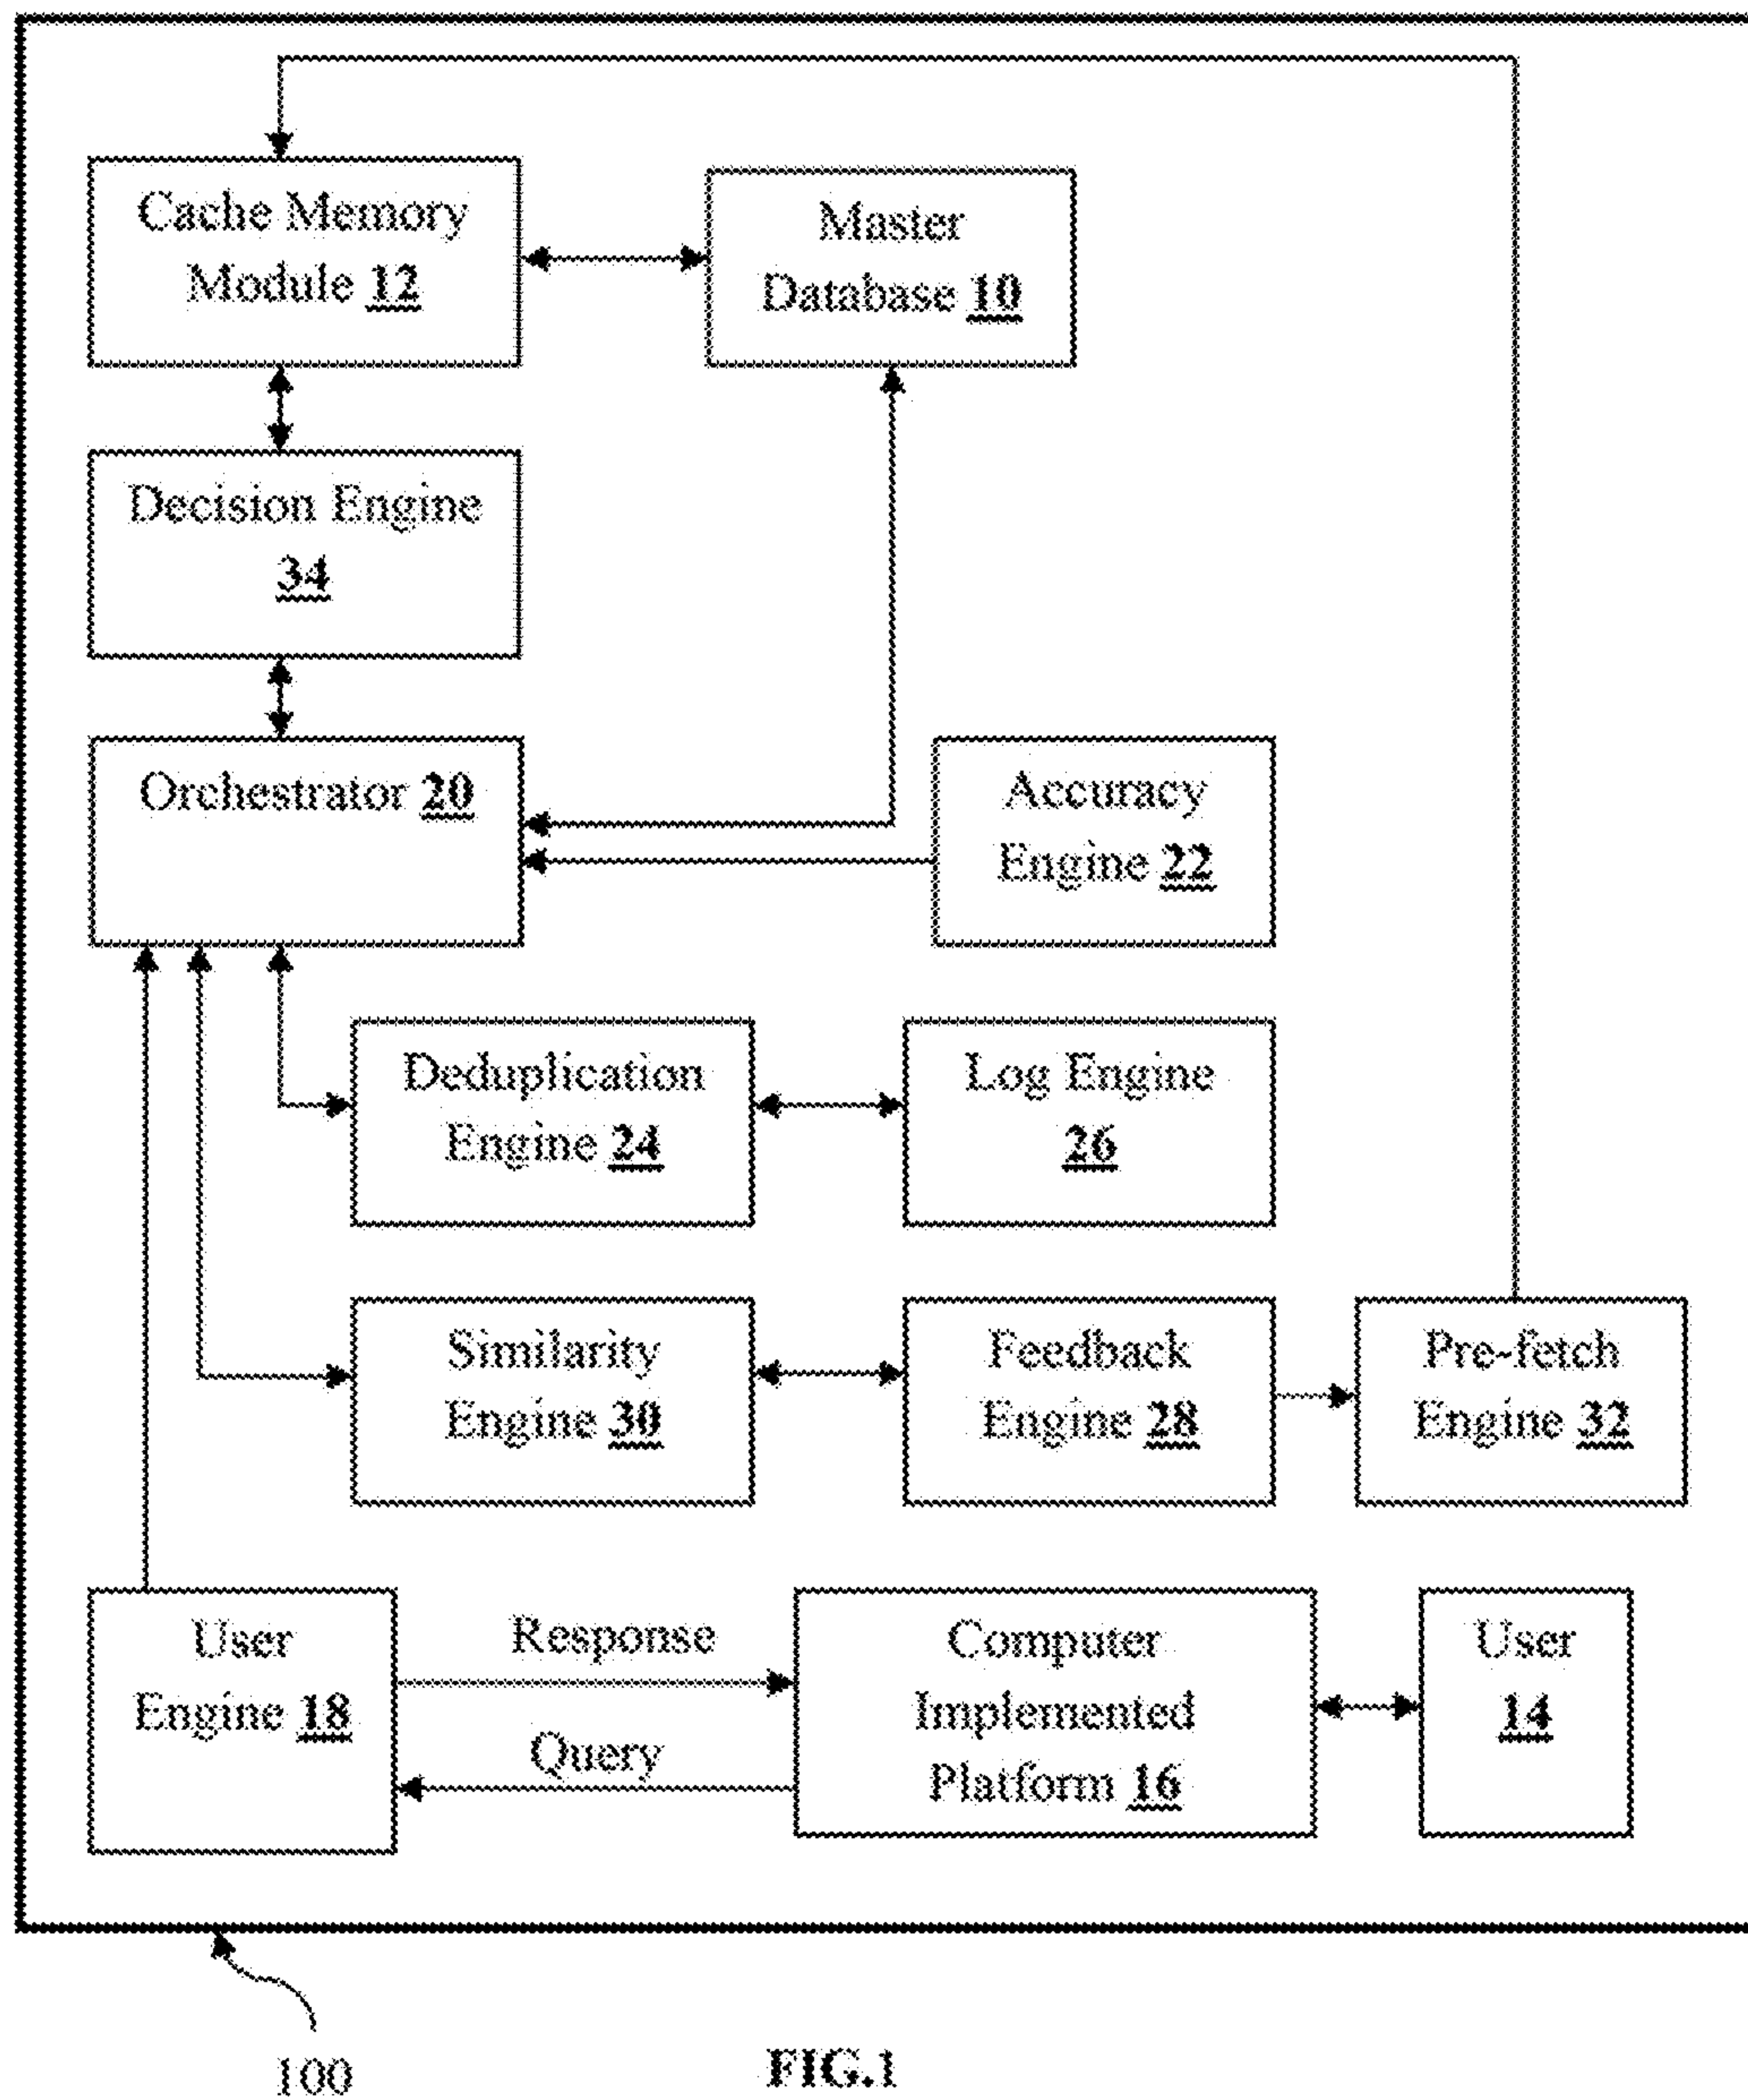 Cache Memory
Module 12
Master
Database 10
Decision Engine
34
Orchestrator 20
Accuracy
Engine 22
Deduplication
Engine 24
Log Engine
26
Similarity
Engine 30
Feedback
Engine 28
Pre-fetch
Engine 32
User
Engine 18
Response
Query
Computer
Implemented
Platform 16
User
14
100
FIG.1